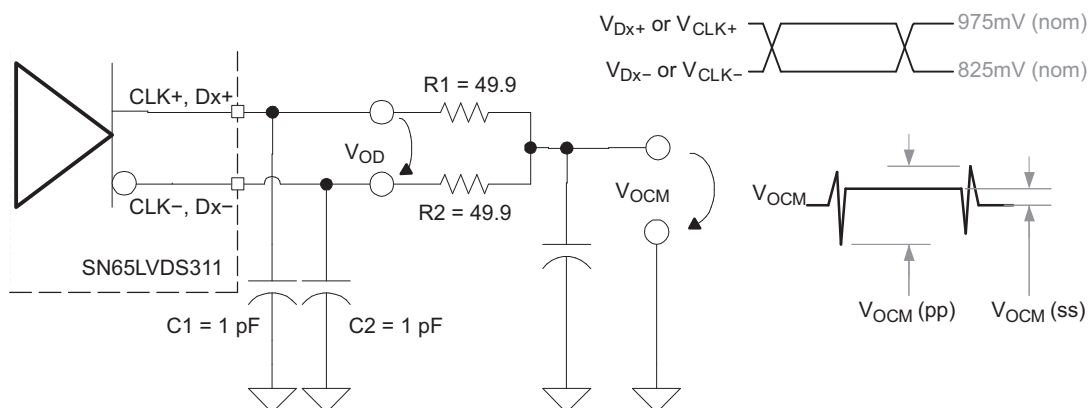 V_Dx+ or V_CLK+
975mV (nom)
V_Dx− or V_CLK−
825mV (nom)
CLK+, Dx+
R1 = 49.9
V_OD
CLK−, Dx−
R2 = 49.9
V_OCM
SN65LVDS311
C1 = 1 pF
C2 = 1 pF
V_OCM
V_OCM (pp)
V_OCM (ss)